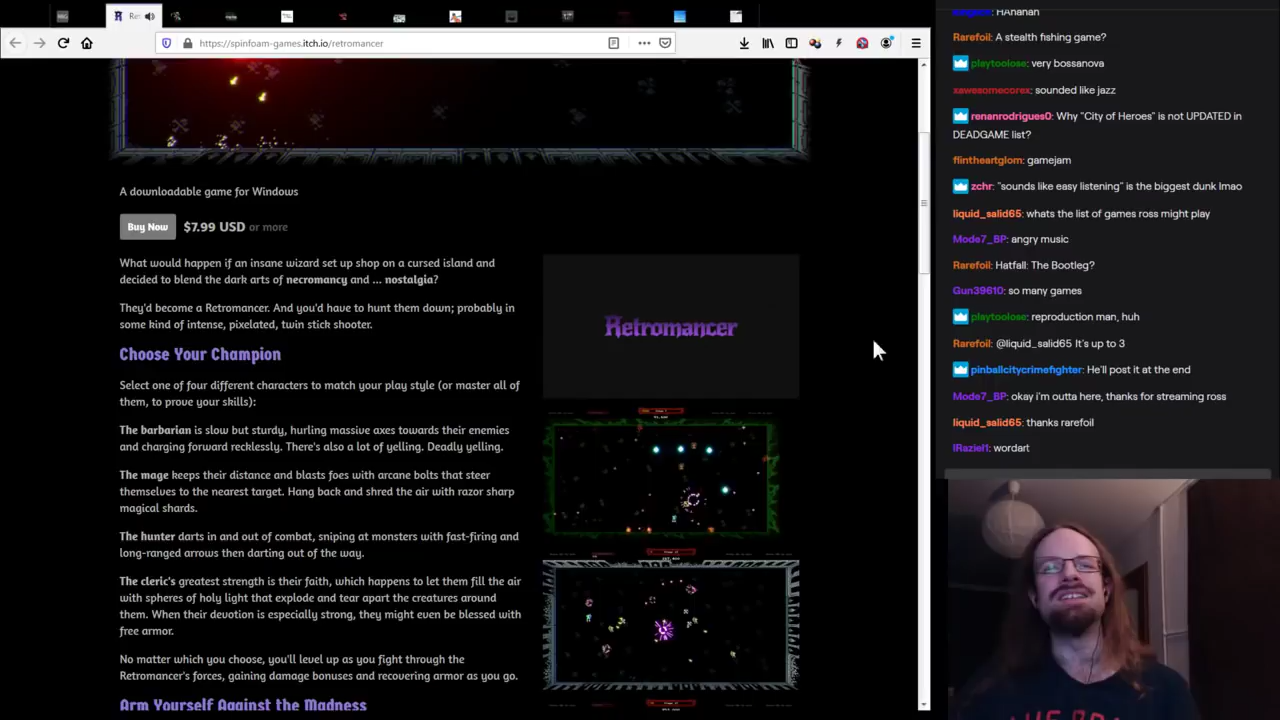 https://spinfoam-games.itch.io/retromancer
A downloadable game for Windows
Buy Now $7.99 USD or more
What would happen if an insane wizard set up shop on a cursed island and
decided to blend the dark arts of necromancy and ... nostalgia?
They'd become a Retromancer. And you'd have to hunt them down; probably in
some kind of intense, pixelated, twin stick shooter.
Choose Your Champion
Select one of four different characters to match your play style (or master all of
them, to prove your skills):
The barbarian is slow but sturdy, hurling massive axes towards their enemies
and charging forward recklessly. There's also a lot of yelling. Deadly yelling.
The mage keeps their distance and blasts foes with arcane bolts that steer
themselves to the nearest target. Hang back and shred the air with razor sharp
magical shards.
The hunter darts in and out of combat, sniping at monsters with fast-firing and
long-ranged arrows then darting out of the way.
The cleric's greatest strength is their faith, which happens to let them fill the air
with spheres of holy light that explode and tear apart the creatures around
them. When their devotion is especially strong, they might even be blessed with
free armor.
No matter which you choose, you'll level up as you fight through the
Retromancer's forces, gaining damage bonuses and recovering armor as you go.
Arm Yourself Against the Madness
Retromancer
HAhahan
Rarefoil: A stealth fishing game?
playtoolose: very bossanova
xawesomecorex: sounded like jazz
renanrodrigues0: Why "City of Heroes" is not UPDATED in
DEADGAME list?
flintheartglom: gamejam
zchr: "sounds like easy listening" is the biggest dunk lmao
liquid_salid65: whats the list of games ross might play
Mode7_BP: angry music
Rarefoil: Hatfall: The Bootleg?
Gun39610: so many games
playtoolose: reproduction man, huh
Rarefoil: @liquid_salid65 It's up to 3
pinballcitycrimefighter: He'll post it at the end
Mode7_BP: okay i'm outta here, thanks for streaming ross
liquid_salid65: thanks rarefoil
iRaziel1: wordart